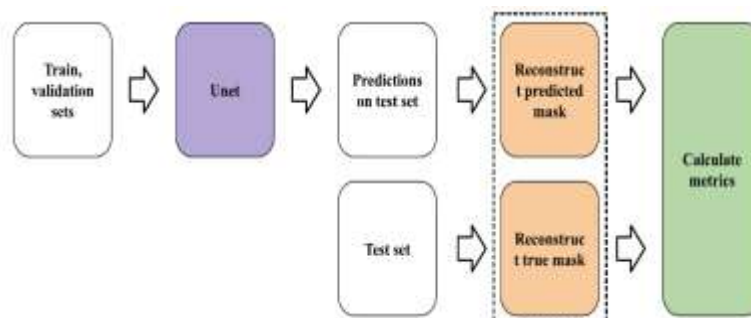 Train,
validation
sets
Unet
Predictions
on test set
Reconstruc
t predicted
mask
Calculate
metrics
Test set
Reconstruc
t true mask